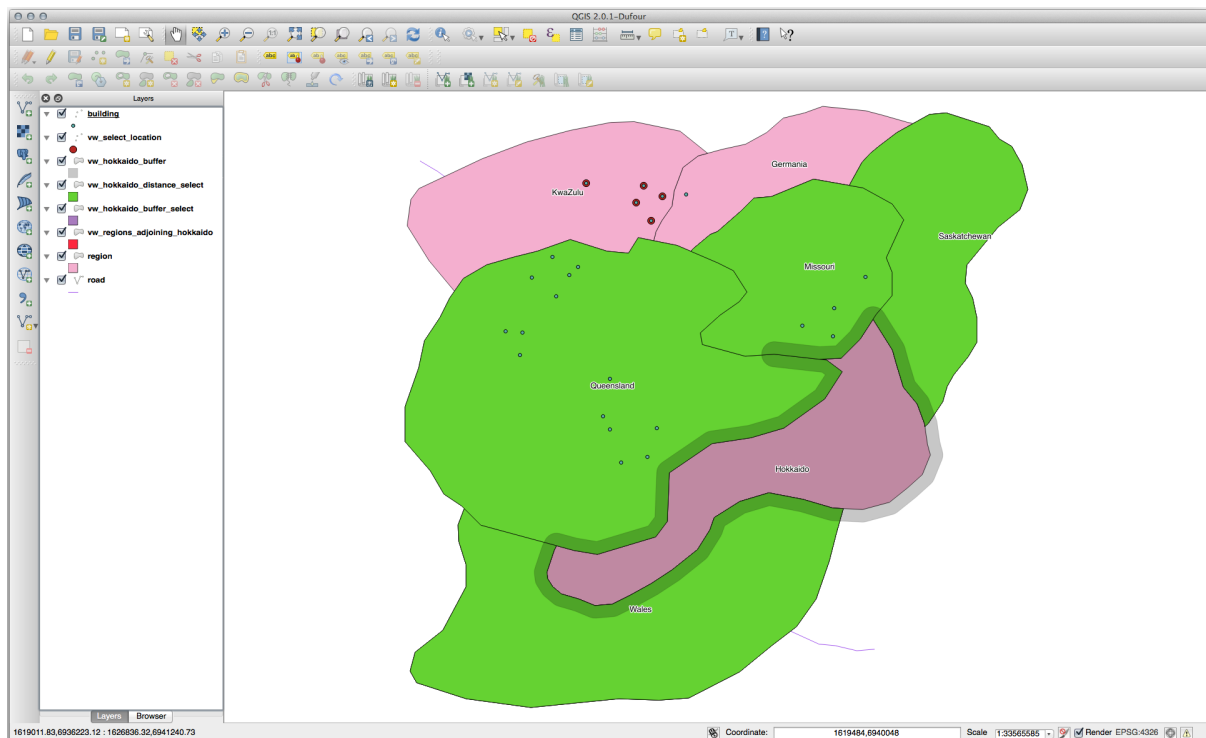 QGIS 2.0.1-Dufour
Layers
building
vw_select_location
vw_hokkaido_buffer
vw_hokkaido_distance_select
vw_hokkaido_buffer_select
vw_regions_adjoining_hokkaido
region
road
Germania
KwaZulu
Saskatchewan
Missouri
Queensland
Hokkaido
Wales
Layers Browser
1619011.83,6936223.12 : 1626836.32,6941240.73 Coordinate: 1619484,6940048 Scale 1:33565585 Render EPSG:4326